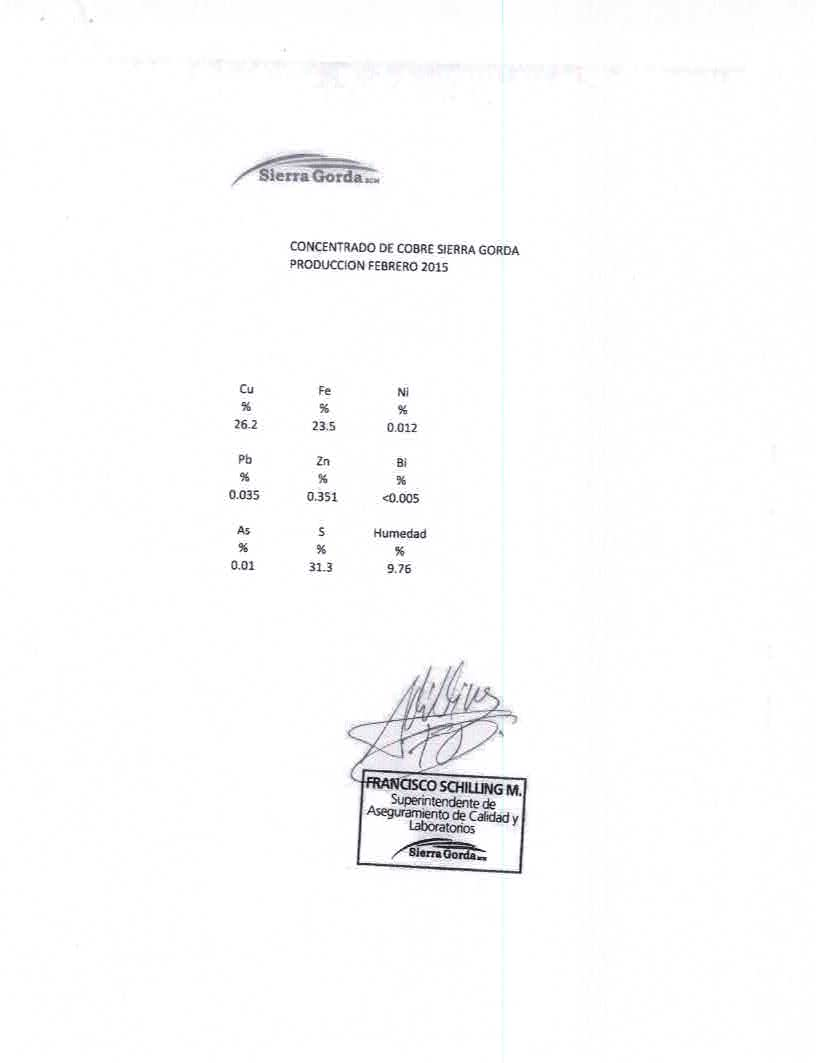 Sierra Gorda SCM
CONCENTRADO DE COBRE SIERRA GORDA
PRODUCCION FEBRERO 2015
Cu Fe Ni
% % %
26.2 23.5 0.012
Pb Zn Bi
% % %
0.035 0.351 <0.005
As S Humedad
% % %
0.01 31.3 9.76
FRANCISCO SCHILLING M.
Superintendente de
Aseguramiento de Calidad y
Laboratorios
Sierra Gorda SCM